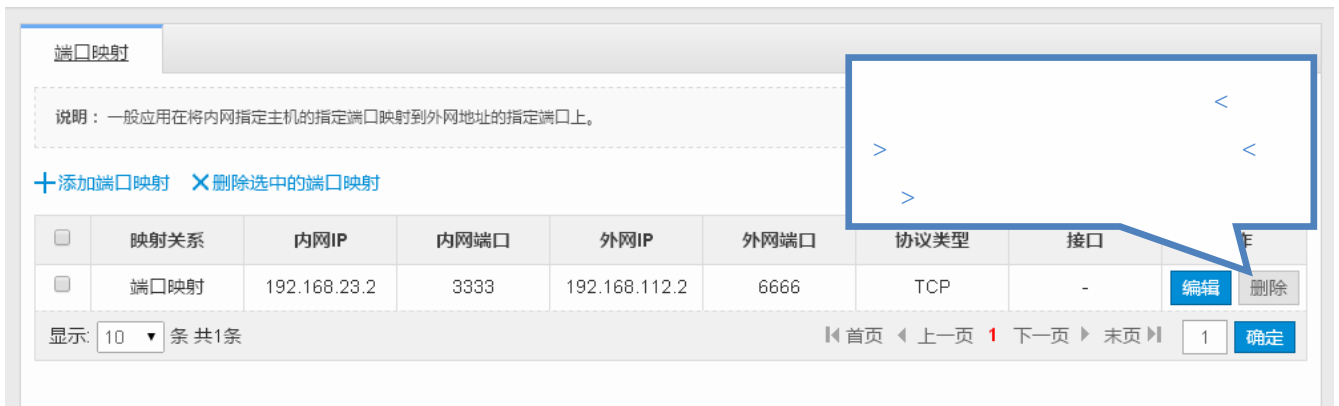 端口映射
说明： 一般应用在将内网指定主机的指定端口映射到外网地址的指定端口上。
<
>
<
>
添加端口映射 删除选中的端口映射
映射关系 内网IP 内网端口 外网IP 外网端口 协议类型 接口 作
端口映射 192.168.23.2 3333 192.168.112.2 6666 TCP - 编辑 删除
显示: 10 条 共1条 首页 上一页 1 下一页 末页 1 确定